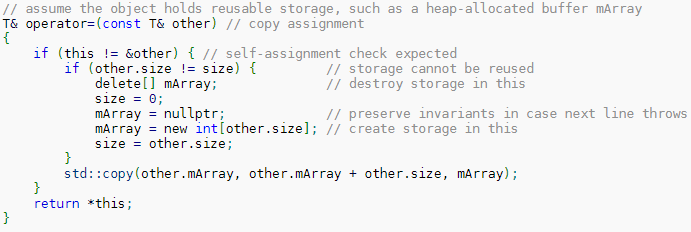 // assume the object holds reusable storage, such as a heap-allocated buffer mArray
T& operator=(const T& other) // copy assignment
{
    if (this != &other) { // self-assignment check expected
        if (other.size != size) {         // storage cannot be reused
            delete[] mArray;              // destroy storage in this
            size = 0;
            mArray = nullptr;             // preserve invariants in case next line throws
            mArray = new int[other.size]; // create storage in this
            size = other.size;
        }
        std::copy(other.mArray, other.mArray + other.size, mArray);
    }
    return *this;
}